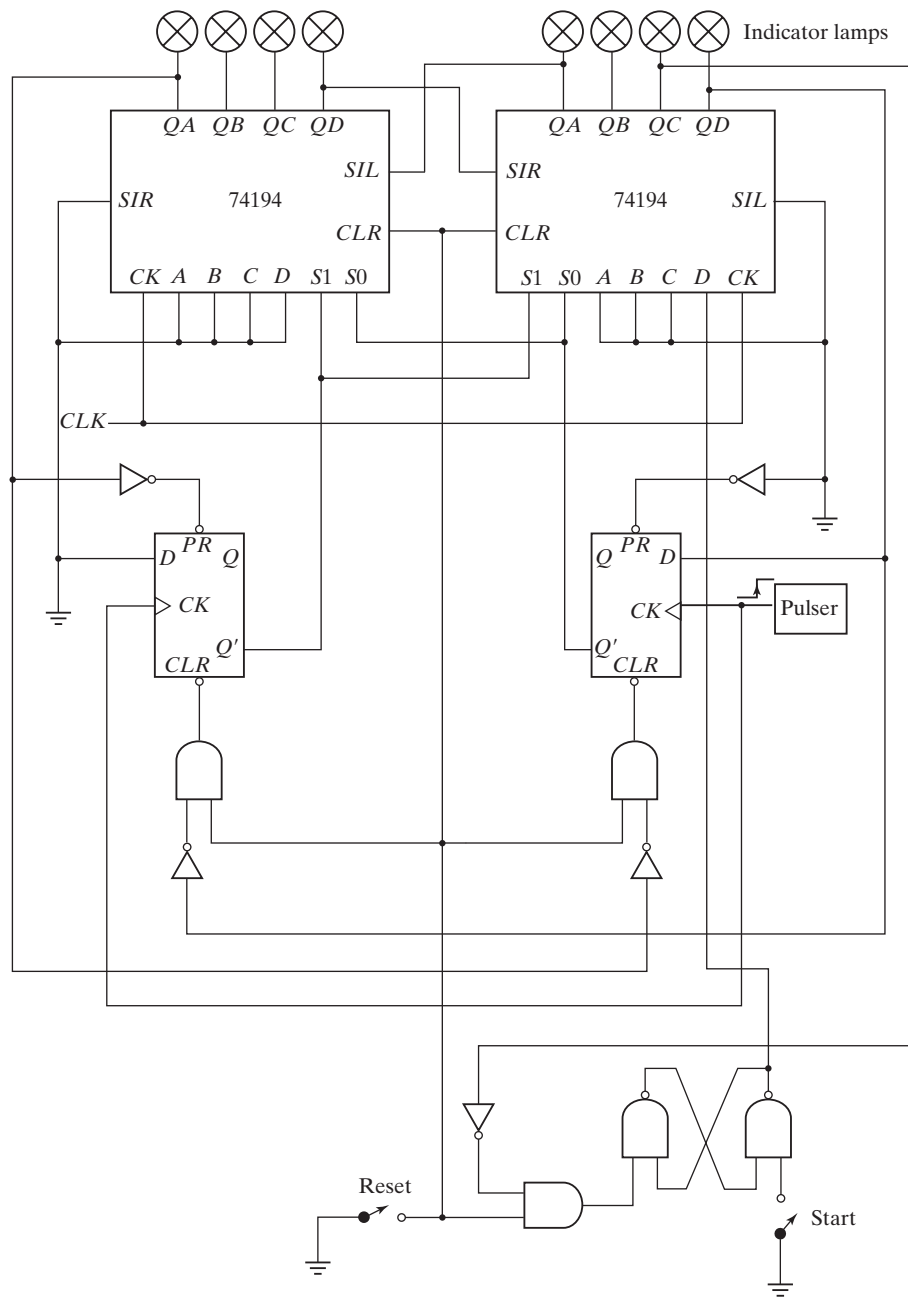 Indicator lamps
QA QB QC QD QA QB QC QD
SIL SIR
SIR 74194 74194 SIL
CLR CLR
CK A B C D S1 S0 S1 S0 A B C D CK
CLK
D PR Q Q PR D
CK CK Pulser
Q' Q'
CLR CLR
Reset
Start